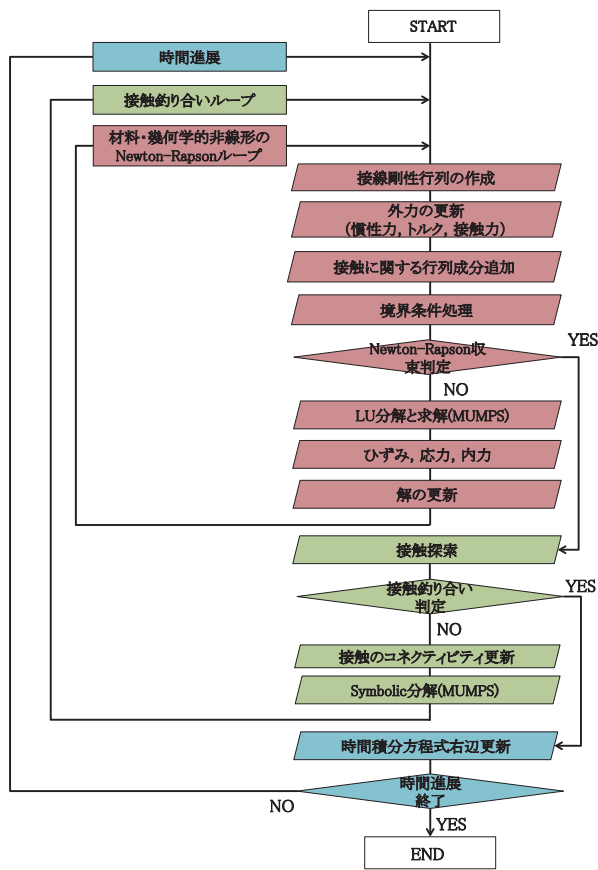 START
時間進展
接触釣り合いループ
材料・幾何学的非線形の
Newton-Rapsonループ
接線剛性行列の作成
外力の更新
(慣性力, トルク, 接触力)
接触に関する行列成分追加
境界条件処理
Newton-Rapson収
束判定
YES
NO
LU分解と求解(MUMPS)
ひずみ, 応力, 内力
解の更新
接触探索
接触釣り合い
判定
YES
NO
接触のコネクティビティ更新
Symbolic分解(MUMPS)
時間積分方程式右辺更新
時間進展
終了
NO
YES
END